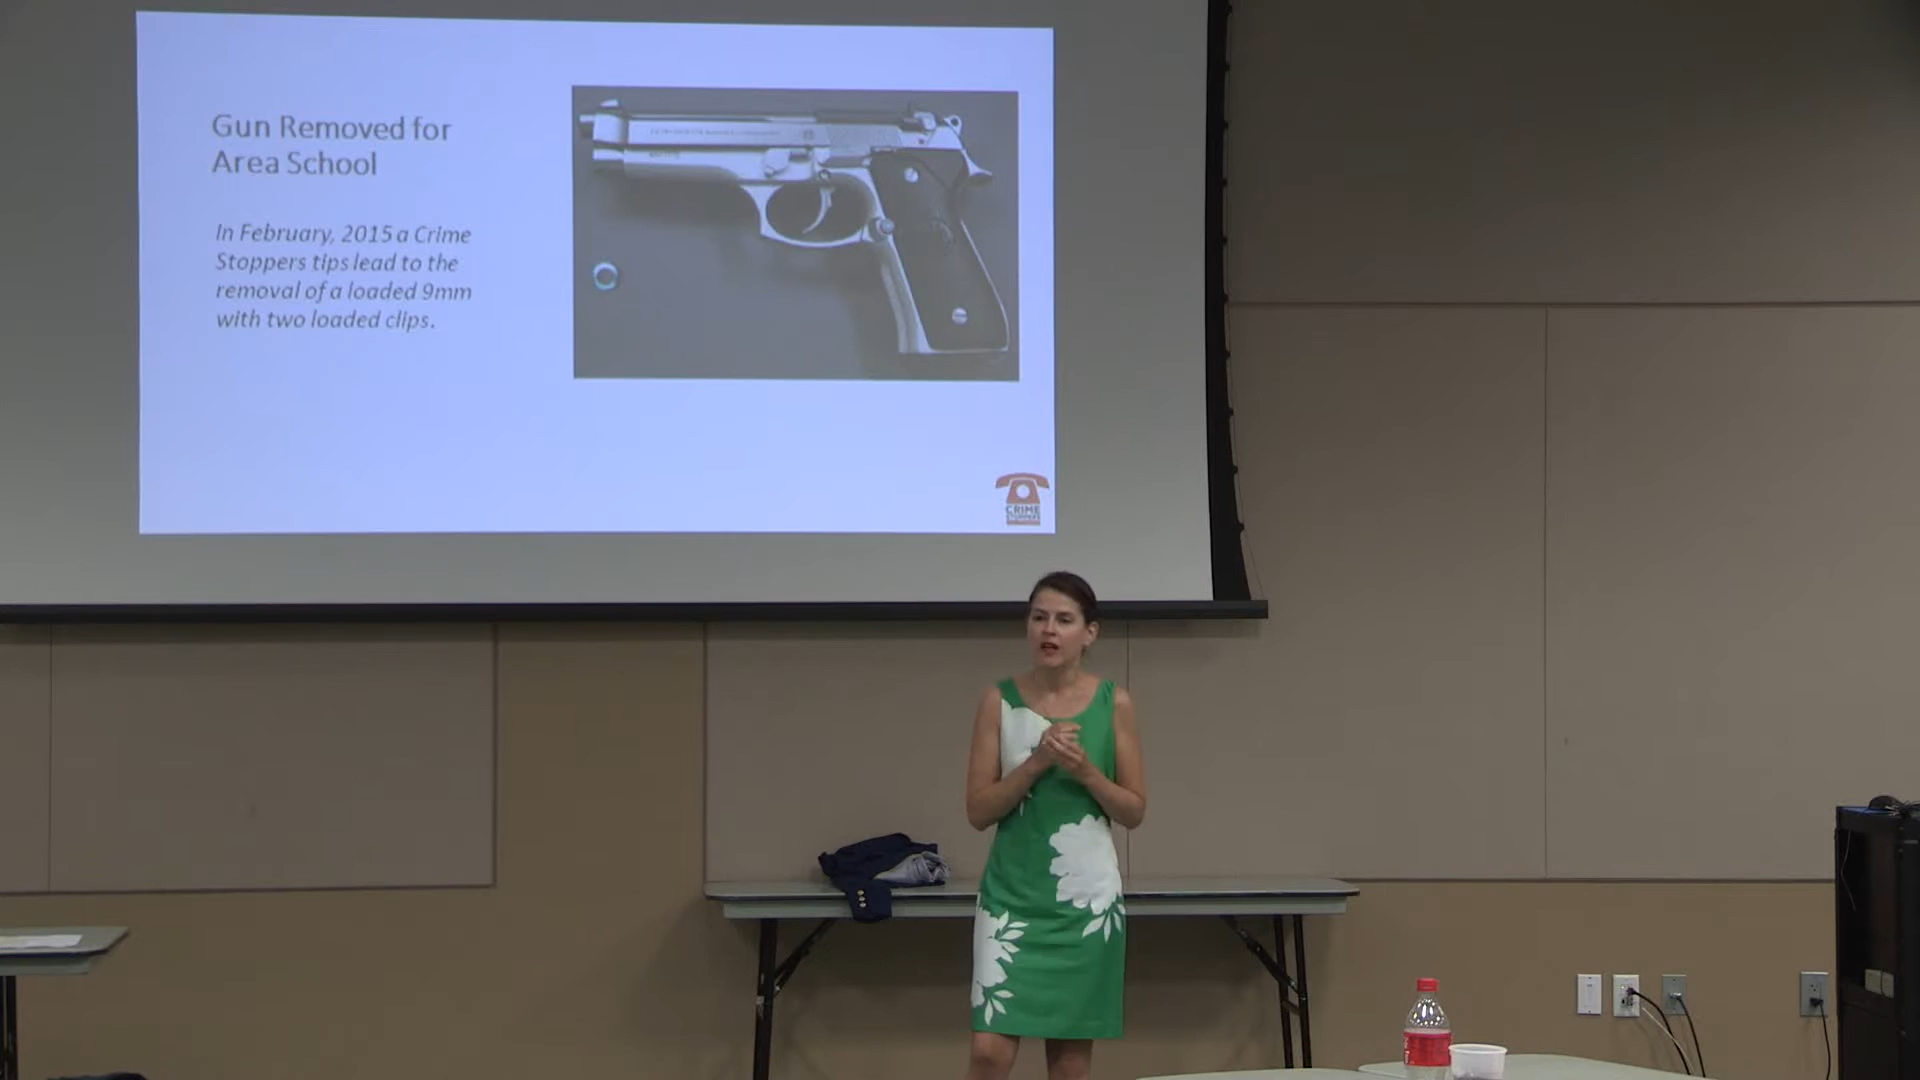 Gun Removed for
Area School
In February, 2015 a Crime
Stoppers tips lead to the
removal of a loaded 9mm
with two loaded clips.
CRIME